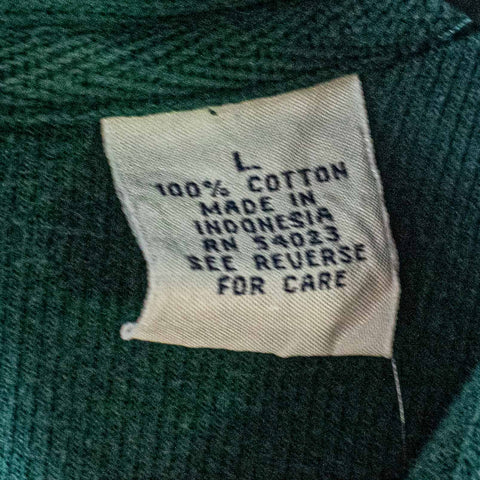 L.
100% COTTON
MADE IN
INDONESIA
RN 54023
SEE REVERSE
FOR CARE